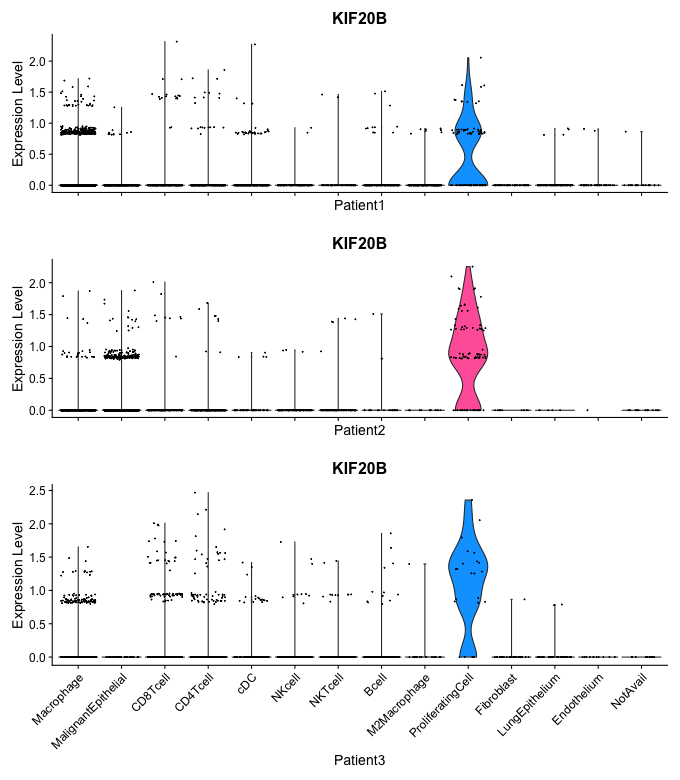 KIF20B
Expression Level
2.0
1.5
1.0
0.5
0.0
Patient1
KIF20B
Expression Level
2.0
1.5
1.0
0.5
0.0
Patient2
KIF20B
Expression Level
2.5
2.0
1.5
1.0
0.5
0.0
Macrophage
MalignantEpithelial
CD8Tcell
CD4Tcell
cDC
NKcell
NKTcell
Bcell
M2Macrophage
ProliferatingCell
Fibroblast
LungEpithelium
Endothelium
NotAvail
Patient3